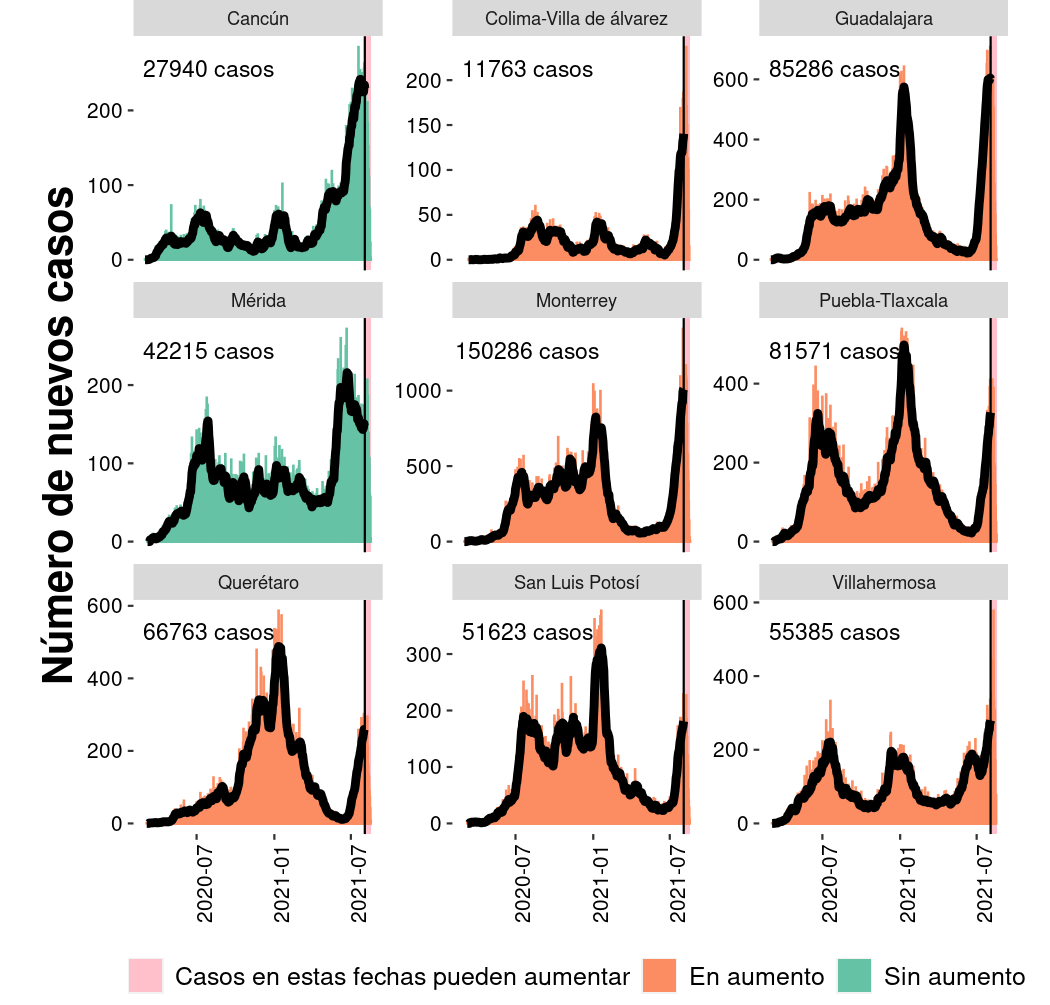 Número de nuevos casos
Cancún
27940 casos
200
100
0
Colima-Villa de álvarez
11763 casos
200
150
100
50
0
Guadalajara
85286 casos
600
400
200
0
Mérida
42215 casos
200
100
0
Monterrey
150286 casos
1000
500
0
Puebla-Tlaxcala
81571 casos
400
200
0
Querétaro
66763 casos
600
400
200
0
2020-07
2021-01
2021-07
San Luis Potosí
51623 casos
300
200
100
0
2020-07
2021-01
2021-07
Villahermosa
55385 casos
600
400
200
0
2020-07
2021-01
2021-07
Casos en estas fechas pueden aumentar
En aumento
Sin aumento